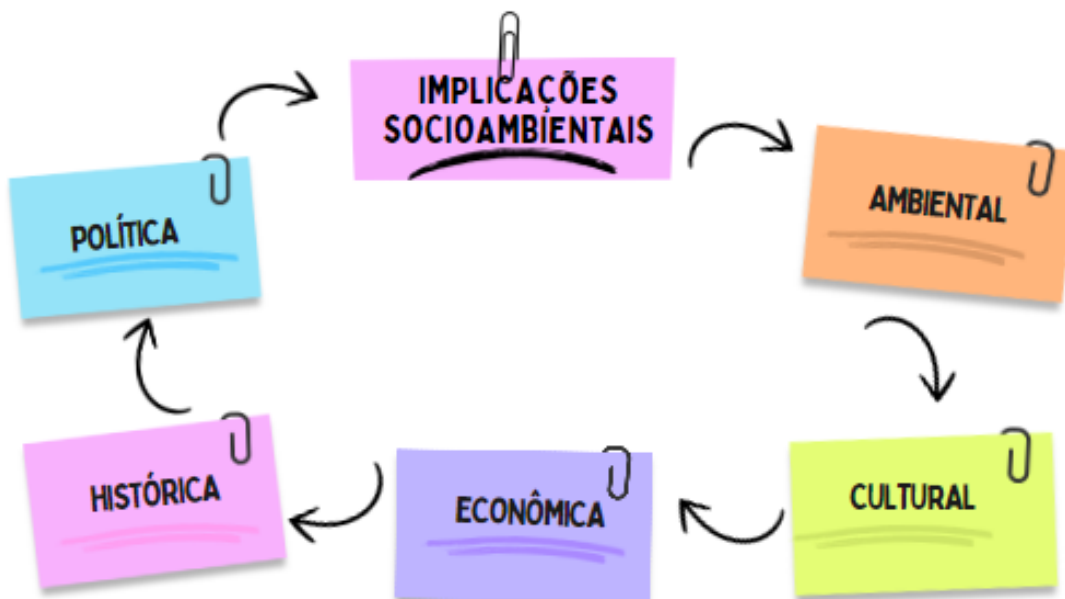 IMPLICAÇÕES
SOCIOAMBIENTAIS
AMBIENTAL
CULTURAL
ECONÔMICA
HISTÓRICA
POLÍTICA